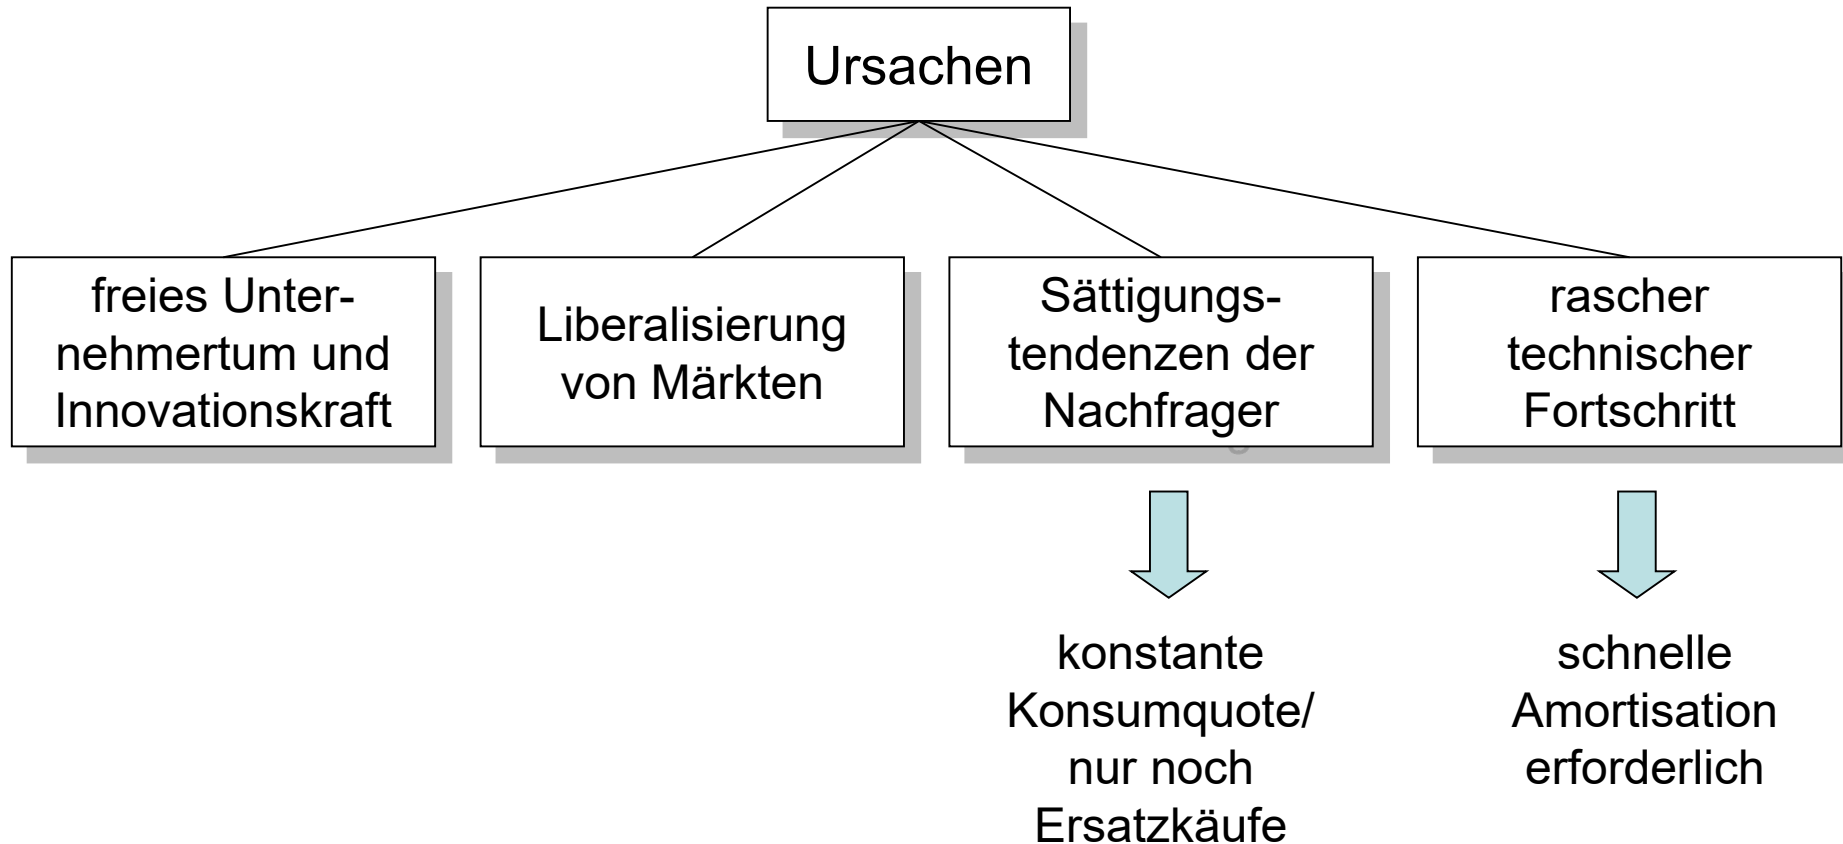 Ursachen
freies Unter-
nehmertum und
Innovationskraft
Liberalisierung
von Märkten
Sättigungs-
tendenzen der
Nachfrager
rascher
technischer
Fortschritt
konstante
Konsumquote/
nur noch
Ersatzkäufe
schnelle
Amortisation
erforderlich